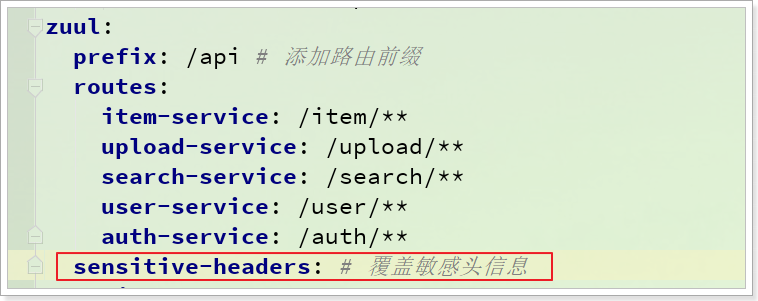 zuul:
  prefix: /api # 添加路由前缀
  routes:
    item-service: /item/**
    upload-service: /upload/**
    search-service: /search/**
    user-service: /user/**
    auth-service: /auth/**
  sensitive-headers: # 覆盖敏感头信息